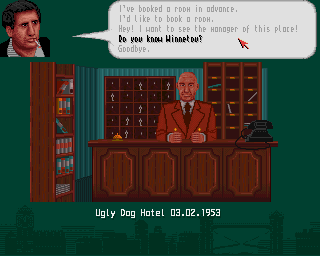 I've booked a room in advance.
I'd like to book a room.
Hey! I want to see the manager of this place!
Do you know Winnetou?
Goodbye.
Ugly Dog Hotel 03.02.1953